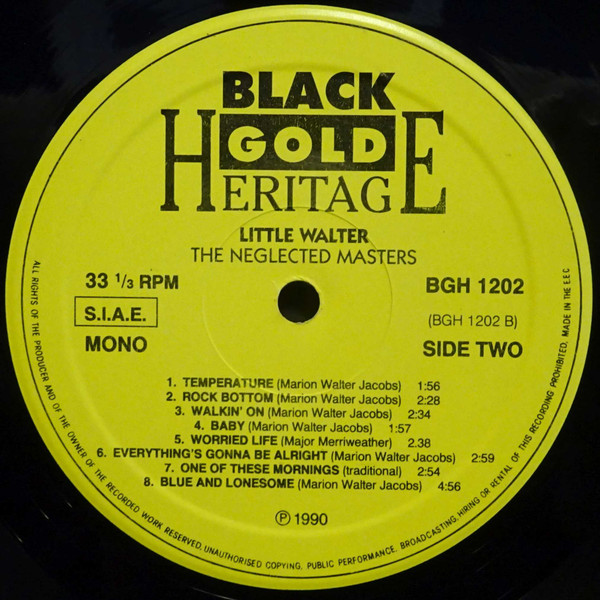 BLACK
GOLD
HERITAGE
LITTLE WALTER
THE NEGLECTED MASTERS
33 1/3 RPM
BGH 1202
S.I.A.E.
(BGH 1202 B)
MONO
SIDE TWO
1. TEMPERATURE (Marion Walter Jacobs) 1:56
2. ROCK BOTTOM (Marion Walter Jacobs) 2:28
3. WALKIN' ON (Marion Walter Jacobs) 2:34
4. BABY (Marion Walter Jacobs) 1:57
5. WORRIED LIFE (Major Merriweather) 2.38
6. EVERYTHING'S GONNA BE ALRIGHT (Marion Walter Jacobs) 2:59
7. ONE OF THESE MORNINGS (traditional) 2:54
8. BLUE AND LONESOME (Marion Walter Jacobs) 4:56
℗ 1990
ALL RIGHTS OF THE PRODUCER AND OF THE OWNER OF THE RECORDED WORK RESERVED, UNAUTHORISED COPYING, PUBLIC PERFORMANCE, BROADCASTING, HIRING OR RENTAL OF THIS RECORDING PROHIBITED. MADE IN THE E.E.C